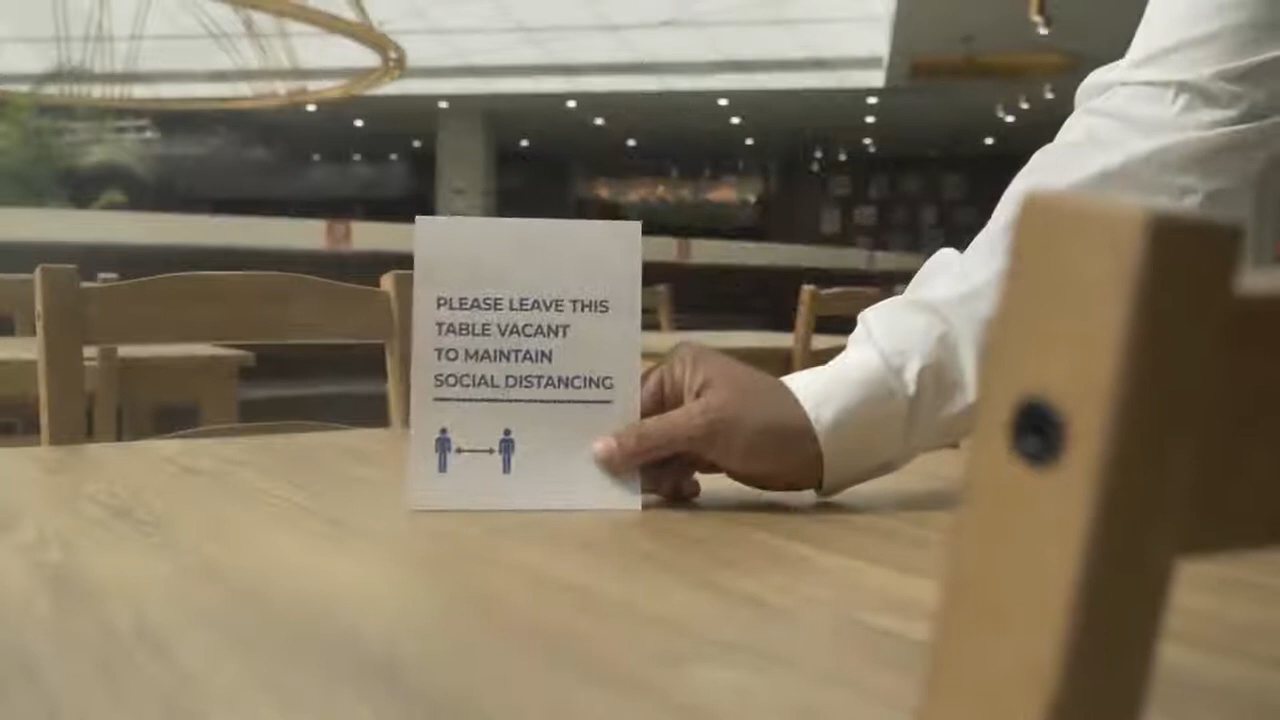 PLEASE LEAVE THIS
TABLE VACANT
TO MAINTAIN
SOCIAL DISTANCING